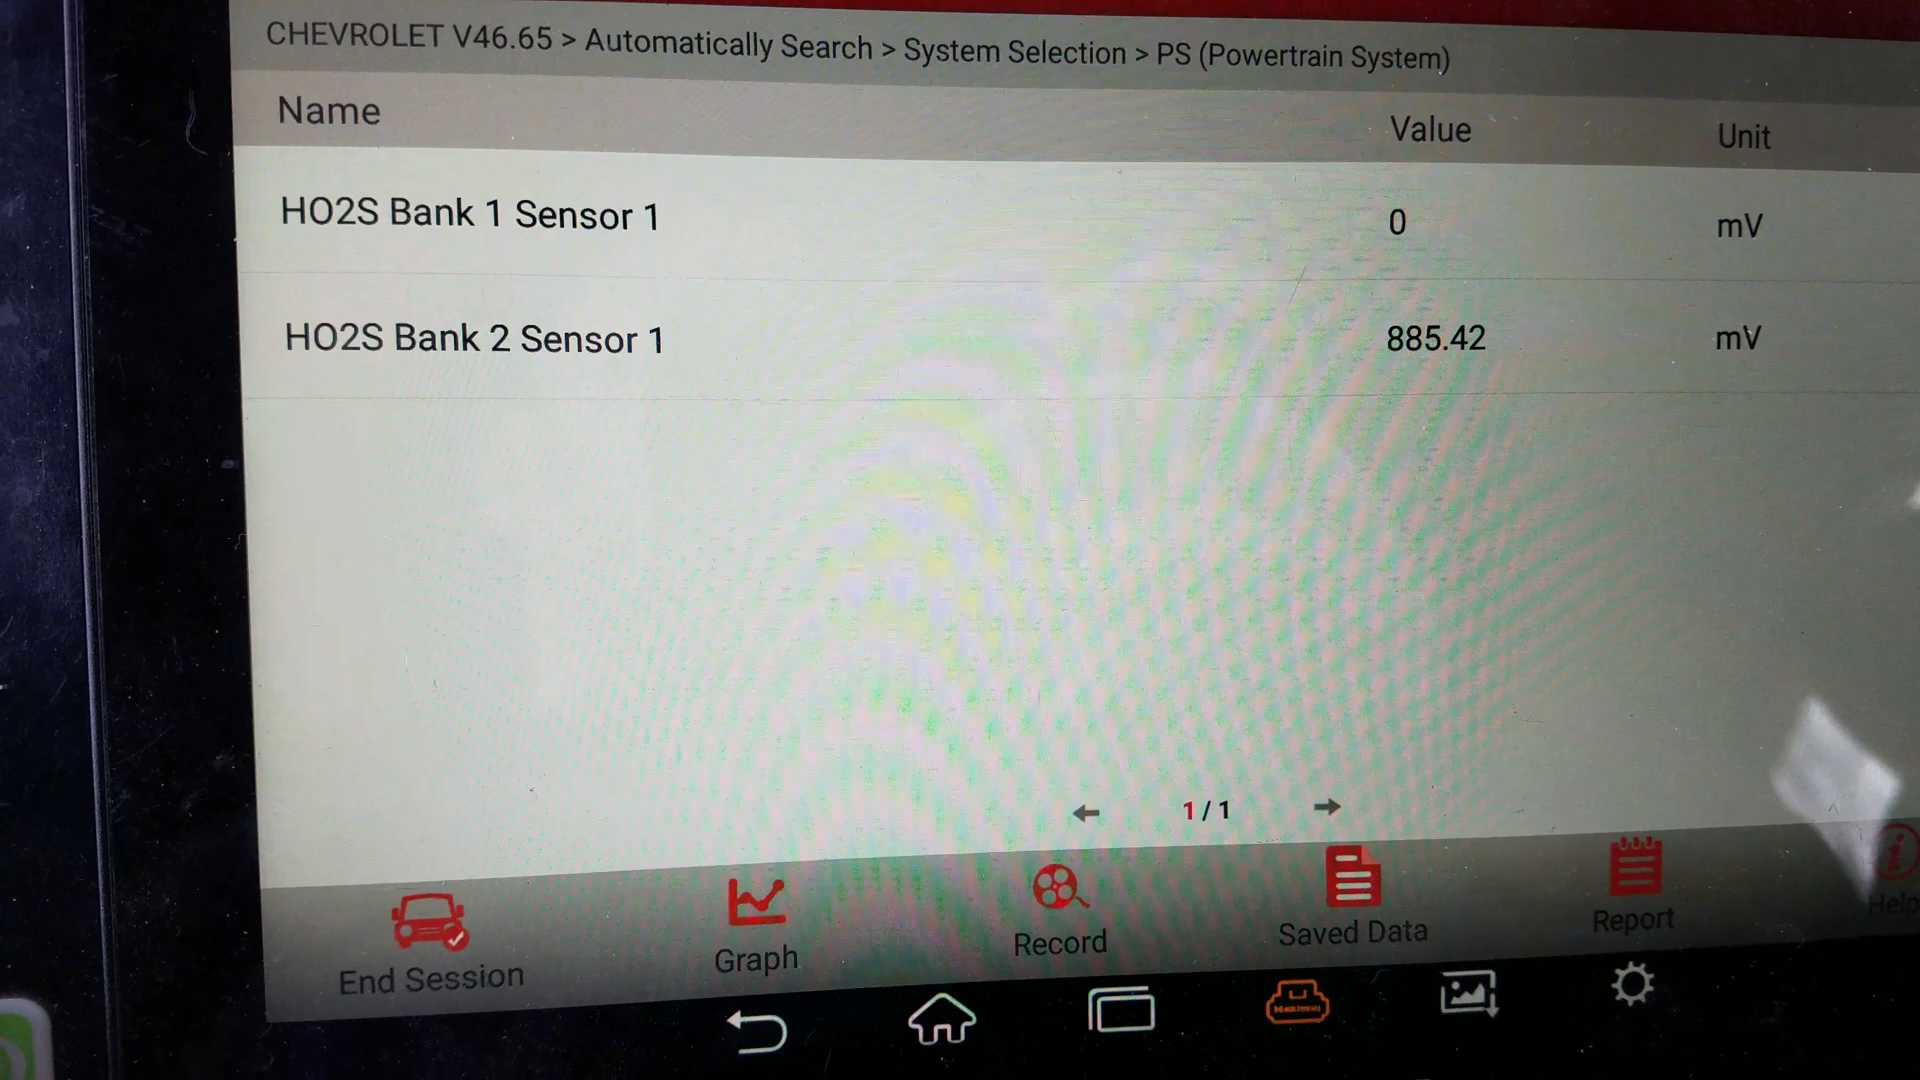 CHEVROLET V46.65 > Automatically Search > System Selection > PS (Powertrain System)
Name Value Unit
HO2S Bank 1 Sensor 1 0 mV
HO2S Bank 2 Sensor 1 885.42 mV
1 / 1
End Session Graph Record Saved Data Report Help